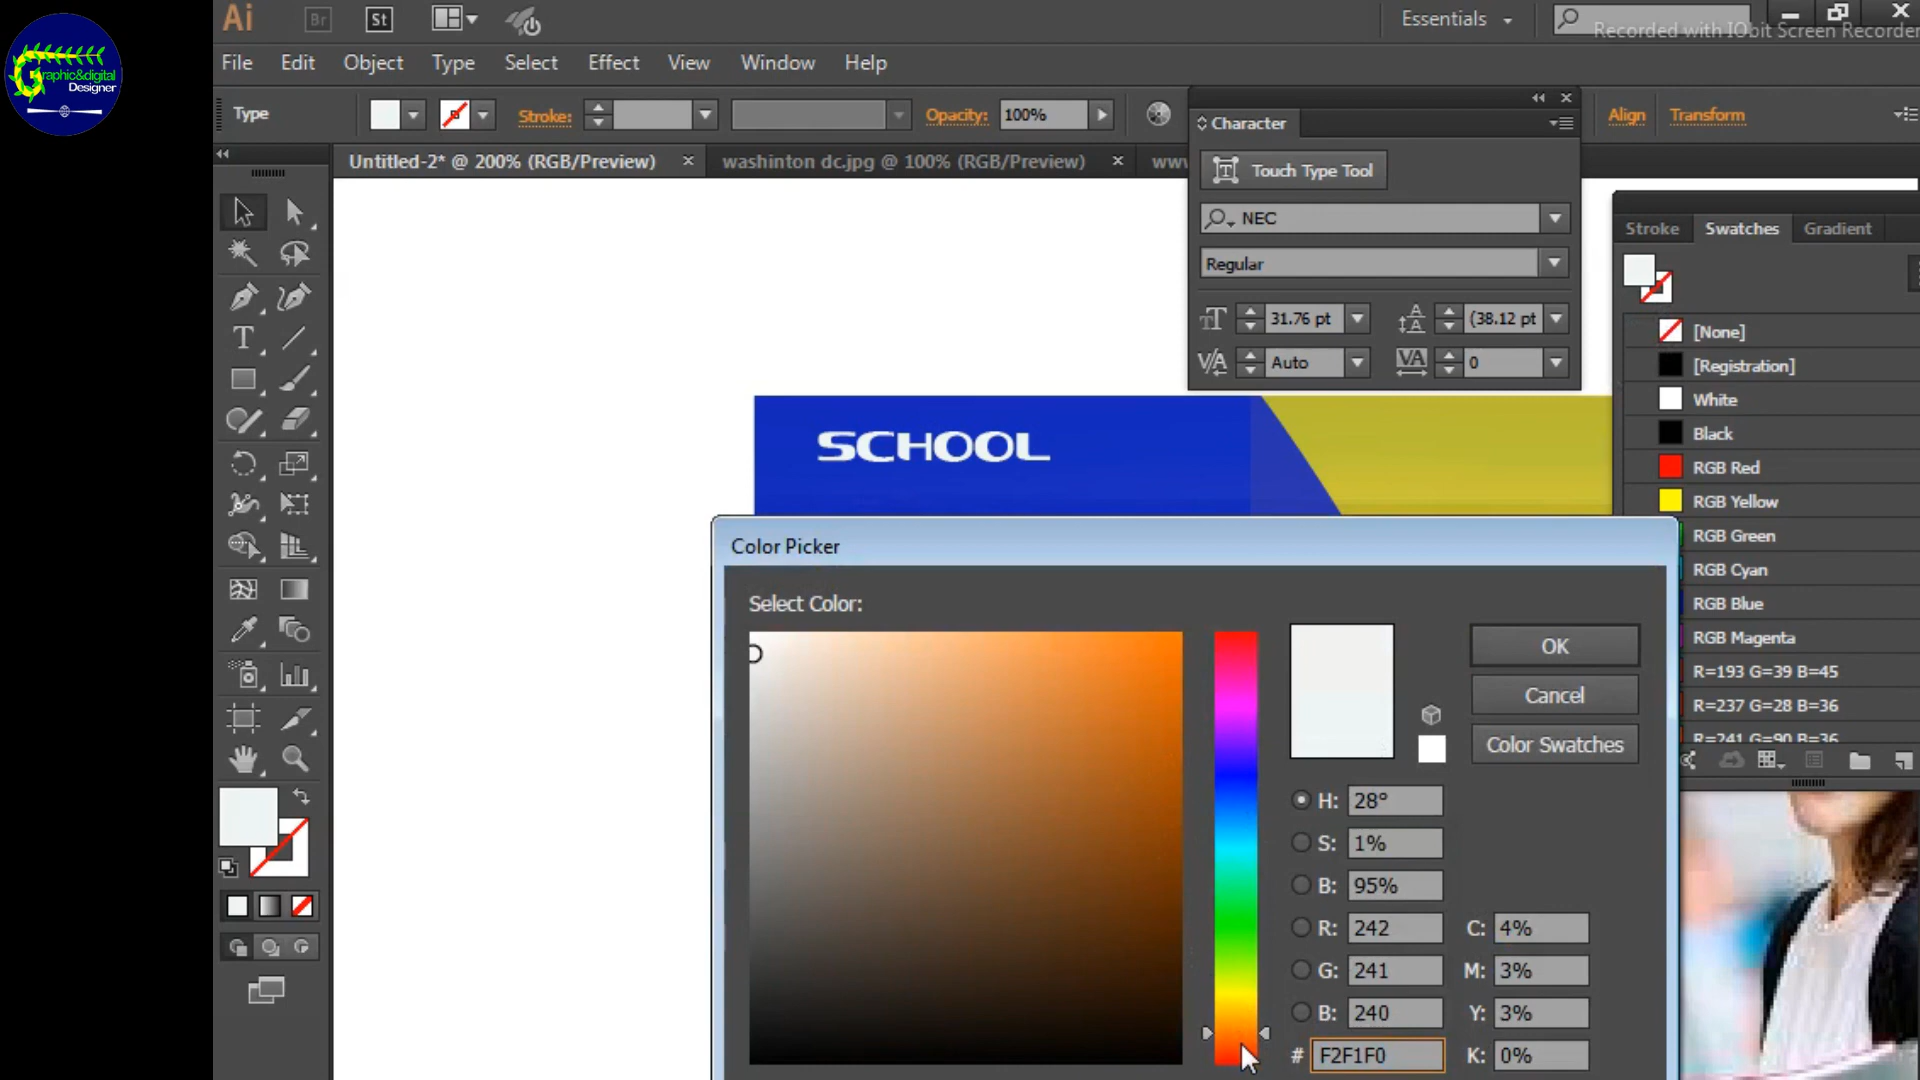 Graphic&digital
Designer
Ai
Br
St
Essentials
Recorded with IObit Screen Recorder
File Edit Object Type Select Effect View Window Help
Type
Stroke:
Opacity: 100%
Align Transform
Untitled-2* @ 200% (RGB/Preview) ×
washinton dc.jpg @ 100% (RGB/Preview) ×
Character
Touch Type Tool
NEC
Regular
31.76 pt
(38.12 pt
Auto
0
Stroke Swatches Gradient
[None]
[Registration]
White
Black
RGB Red
RGB Yellow
RGB Green
RGB Cyan
RGB Blue
RGB Magenta
R=193 G=39 B=45
R=237 G=28 B=36
R=241 G=90 B=36
SCHOOL
Color Picker
Select Color:
OK
Cancel
Color Swatches
H: 28°
S: 1%
B: 95%
R: 242
G: 241
B: 240
# F2F1F0
C: 4%
M: 3%
Y: 3%
K: 0%